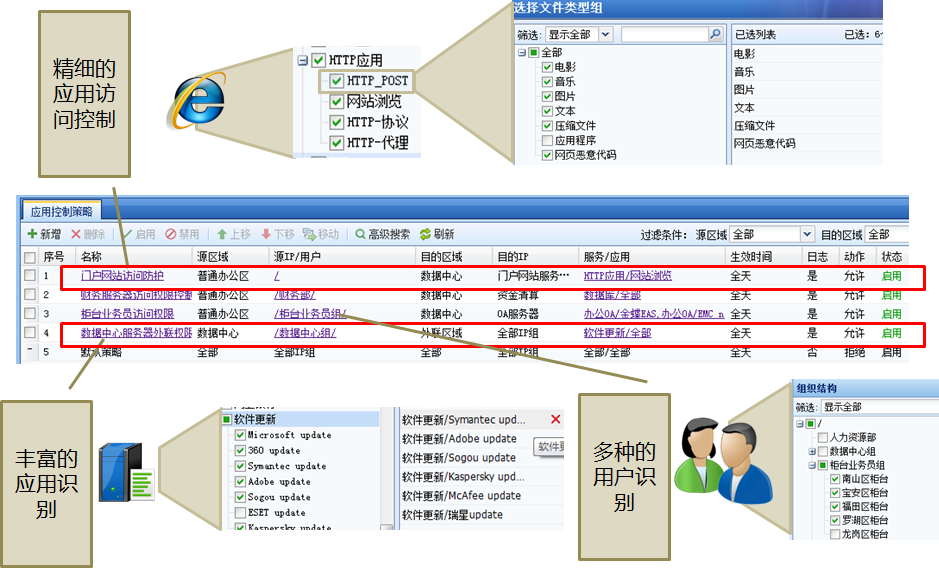 精细的
应用访
问控制
HTTP应用
HTTP_POST
网站浏览
HTTP-协议
HTTP-代理
选择文件类型组
筛选: 显示全部
全部
电影
音乐
图片
文本
压缩文件
应用程序
网页恶意代码
已选列表 已选: 6个
电影
音乐
图片
文本
压缩文件
网页恶意代码
应用控制策略
新增 删除 启用 禁用 上移 下移 移动 高级搜索 刷新 过滤条件: 源区域 全部 目的区域 全部
序号 名称 源区域 源IP/用户 目的区域 目的IP 服务/应用 生效时间 日志 动作 状态
1 门户网站访问防护 普通办公区 / 数据中心 门户网站服务… HTTP应用/网站浏览 全天 是 允许 启用
2 财务服务器访问权限控制 普通办公区 /财务部/ 数据中心 资金清算 数据库/全部 全天 是 允许 启用
3 柜台业务员访问权限 普通办公区 /柜台业务员组/ 数据中心 OA服务器 办公OA/金蝶EAS,办公OA/EMC n 全天 是 允许 启用
4 数据中心服务器外联权限 数据中心 /数据中心组/ 外联区域 全部IP组 软件更新/全部 全天 是 允许 启用
5 默认策略 全部 全部IP组 全部 全部IP组 全部/全部 全天 否 拒绝 启用
丰富的
应用识
别
软件更新
Microsoft update
360 update
Symantec update
Adobe update
Sogou update
ESET update
Kaspersky update
软件更新/Symantec upd...
软件更新/Adobe update
软件更
软件更新/Sogou update
软件更新/Kaspersky upd...
软件更新/McAfee update
软件更新/瑞星update
多种的
用户识
别
组织结构
筛选: 显示全部
/
人力资源部
数据中心组
柜台业务员组
南山区柜台
宝安区柜台
福田区柜台
罗湖区柜台
龙岗区柜台